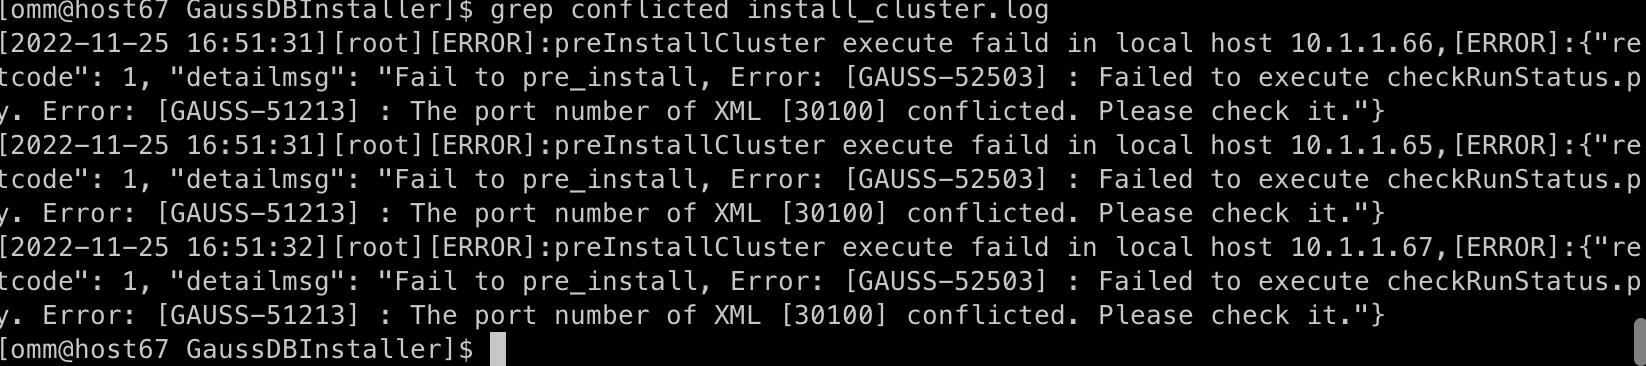 [omm@host67 GaussDBInstaller]$ grep conflicted install_cluster.log
[2022-11-25 16:51:31][root][ERROR]:preInstallCluster execute faild in local host 10.1.1.66,[ERROR]:{"re
tcode": 1, "detailmsg": "Fail to pre_install, Error: [GAUSS-52503] : Failed to execute checkRunStatus.p
y. Error: [GAUSS-51213] : The port number of XML [30100] conflicted. Please check it."}
[2022-11-25 16:51:31][root][ERROR]:preInstallCluster execute faild in local host 10.1.1.65,[ERROR]:{"re
tcode": 1, "detailmsg": "Fail to pre_install, Error: [GAUSS-52503] : Failed to execute checkRunStatus.p
y. Error: [GAUSS-51213] : The port number of XML [30100] conflicted. Please check it."}
[2022-11-25 16:51:32][root][ERROR]:preInstallCluster execute faild in local host 10.1.1.67,[ERROR]:{"re
tcode": 1, "detailmsg": "Fail to pre_install, Error: [GAUSS-52503] : Failed to execute checkRunStatus.p
y. Error: [GAUSS-51213] : The port number of XML [30100] conflicted. Please check it."}
[omm@host67 GaussDBInstaller]$